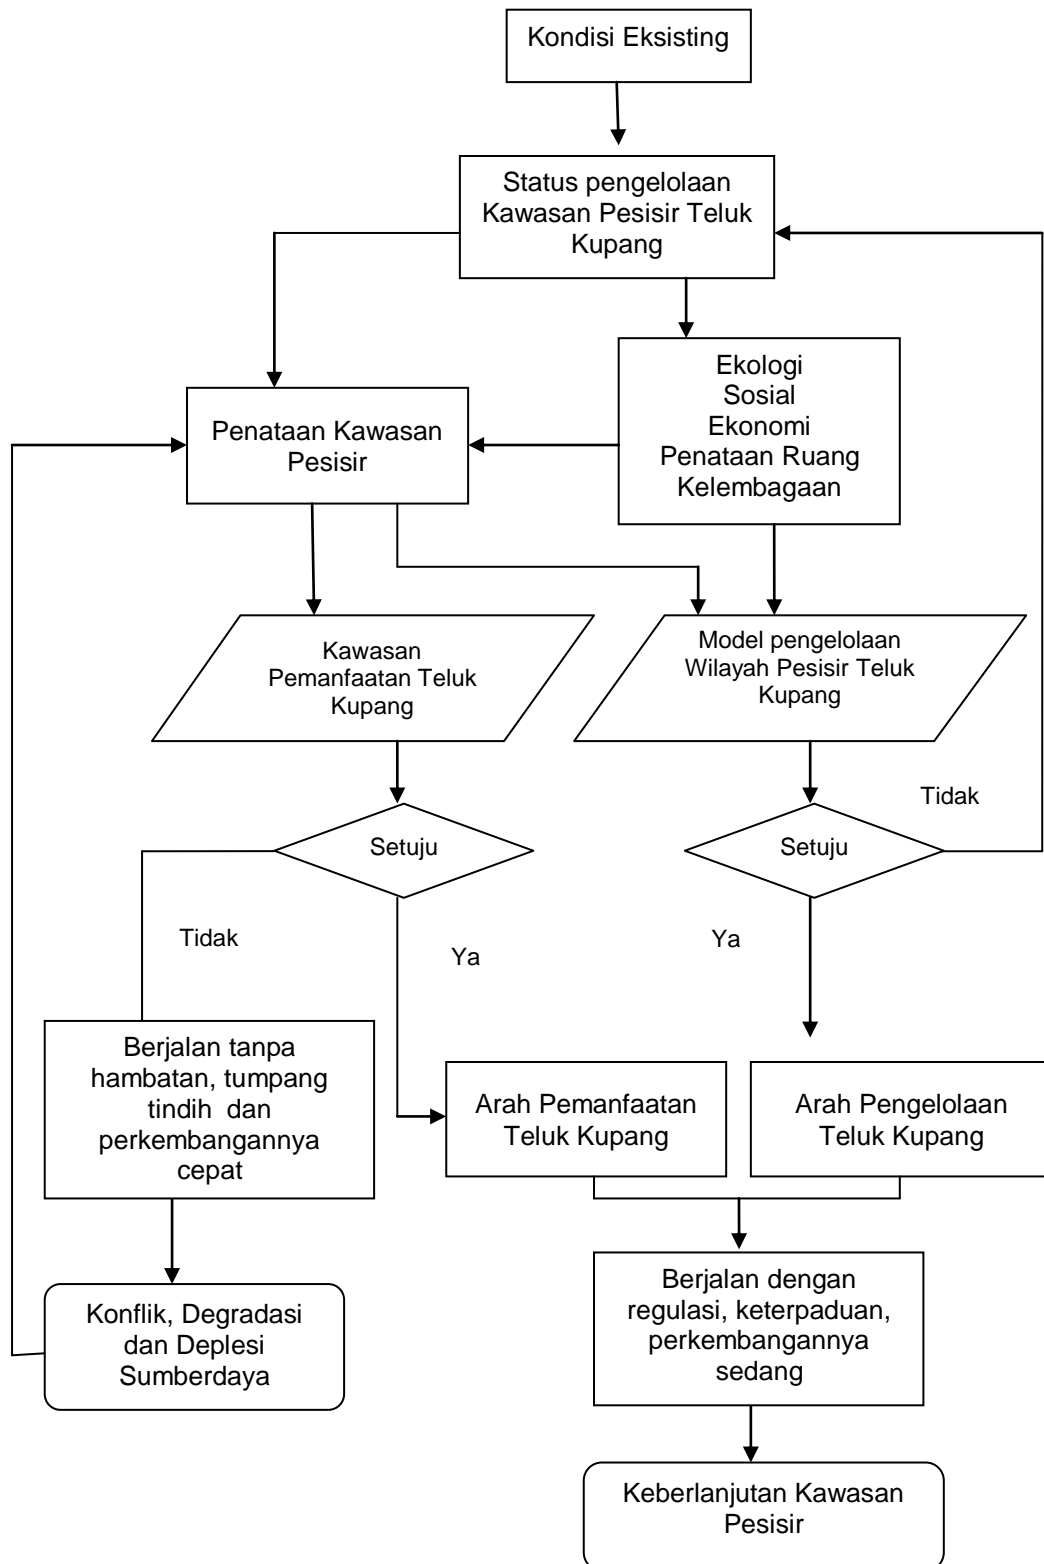 Kondisi Eksisting
Status pengelolaan
Kawasan Pesisir Teluk
Kupang
Ekologi
Sosial
Ekonomi
Penataan Ruang
Kelembagaan
Penataan Kawasan
Pesisir
Kawasan
Pemanfaatan Teluk
Kupang
Model pengelolaan
Wilayah Pesisir Teluk
Kupang
Tidak
Setuju
Setuju
Tidak
Ya
Ya
Berjalan tanpa
hambatan, tumpang
tindih dan
perkembangannya
cepat
Arah Pemanfaatan
Teluk Kupang
Arah Pengelolaan
Teluk Kupang
Konflik, Degradasi
dan Deplesi
Sumberdaya
Berjalan dengan
regulasi, keterpaduan,
perkembangannya
sedang
Keberlanjutan Kawasan
Pesisir